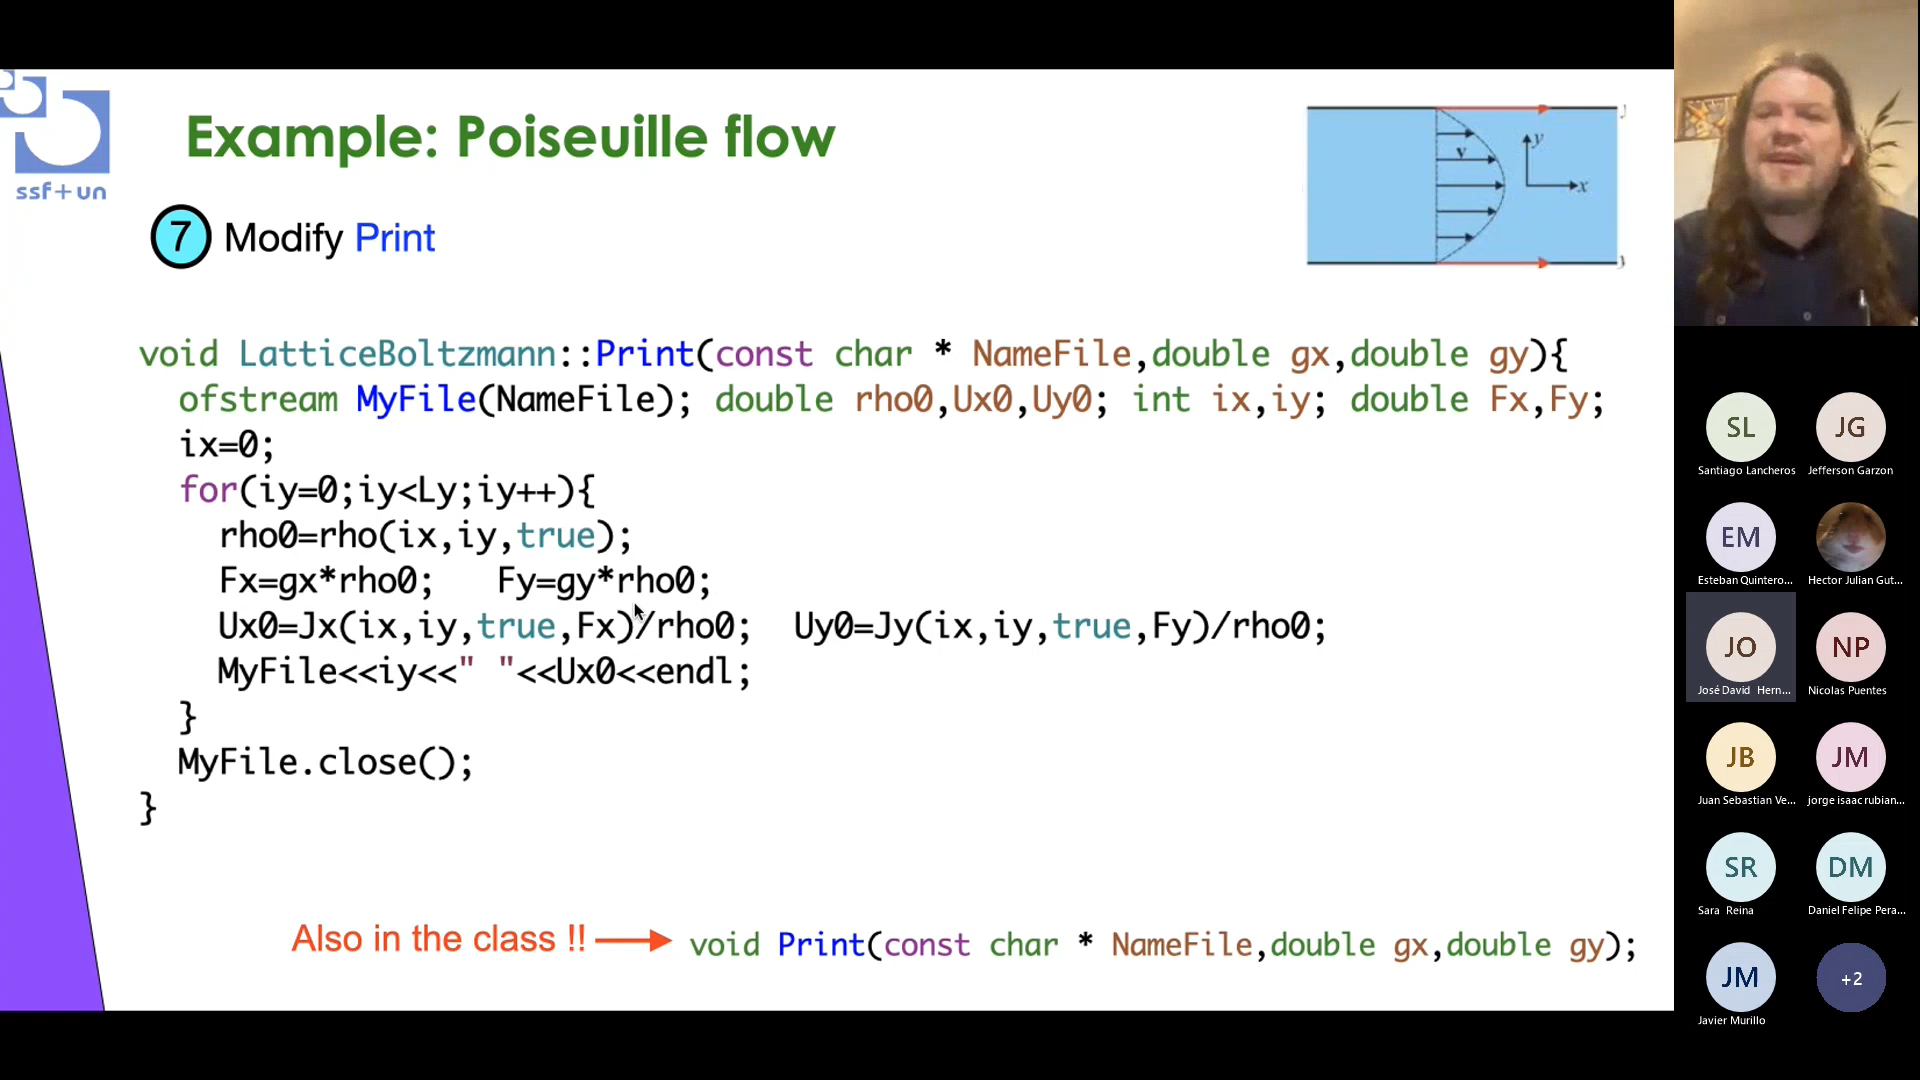 ssf+un
Example: Poiseuille flow
v
y
x
7 Modify Print
void LatticeBoltzmann::Print(const char * NameFile,double gx,double gy){
ofstream MyFile(NameFile); double rho0,Ux0,Uy0; int ix,iy; double Fx,Fy;
ix=0;
for(iy=0;iy<Ly;iy++){
rho0=rho(ix,iy,true);
Fx=gx*rho0; Fy=gy*rho0;
Ux0=Jx(ix,iy,true,Fx)/rho0; Uy0=Jy(ix,iy,true,Fy)/rho0;
MyFile<<iy<<" "<<Ux0<<endl;
}
MyFile.close();
}
Also in the class !! void Print(const char * NameFile,double gx,double gy);
SL JG
Santiago Lancheros Jefferson Garzon
EM
Esteban Quintero... Hector Julian Gut...
JO NP
José David Hern... Nicolas Puentes
JB JM
Juan Sebastian Ve... jorge isaac rubian...
SR DM
Sara Reina Daniel Felipe Pera...
JM +2
Javier Murillo